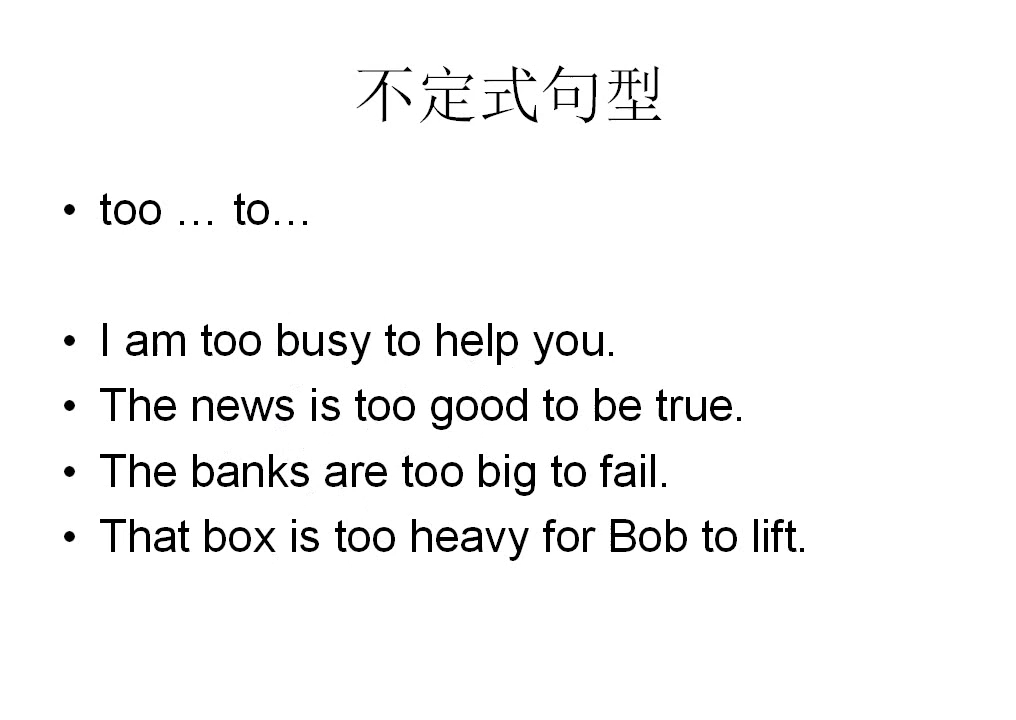 不定式句型
• too … to…
• I am too busy to help you.
• The news is too good to be true.
• The banks are too big to fail.
• That box is too heavy for Bob to lift.